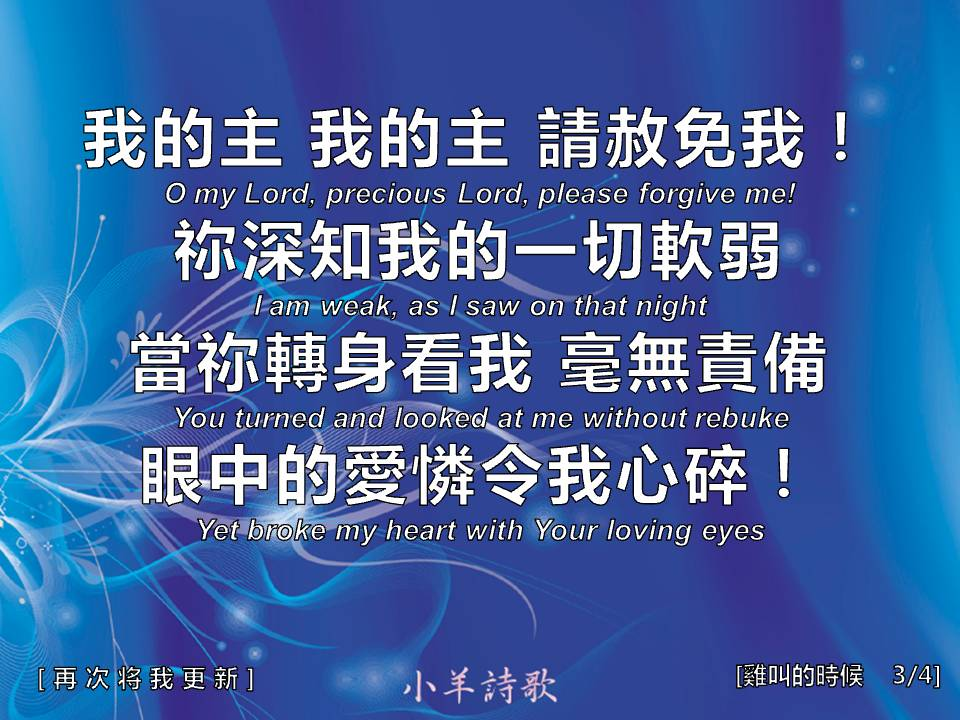 我的主 我的主 請赦免我！
O my Lord, precious Lord, please forgive me!
祢深知我的一切軟弱
I am weak, as I saw on that night
當祢轉身看我 毫無責備
You turned and looked at me without rebuke
眼中的愛憐令我心碎！
Yet broke my heart with Your loving eyes
[再次将我更新]
小羊詩歌
[雞叫的時候 3/4]